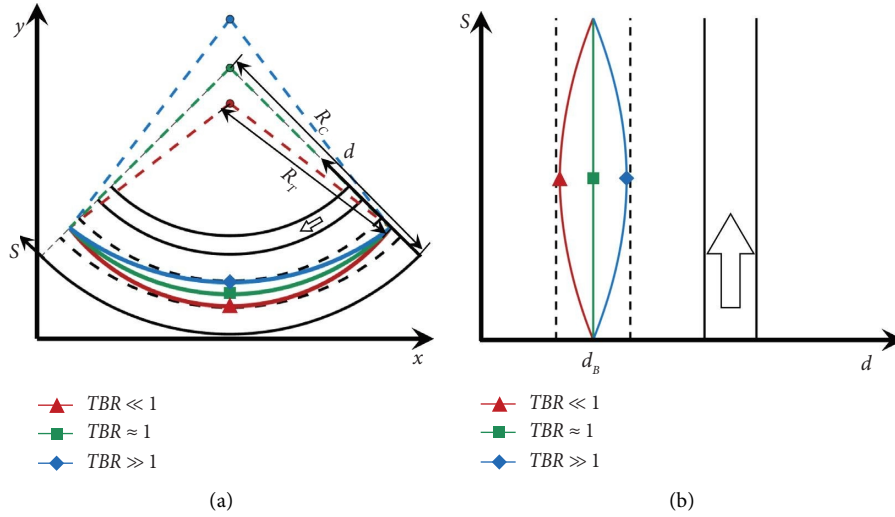 y
R_C
d
R_T
S
x
TBR ≪ 1
TBR ≈ 1
TBR ≫ 1
(a)
S
d_B
d
TBR ≪ 1
TBR ≈ 1
TBR ≫ 1
(b)